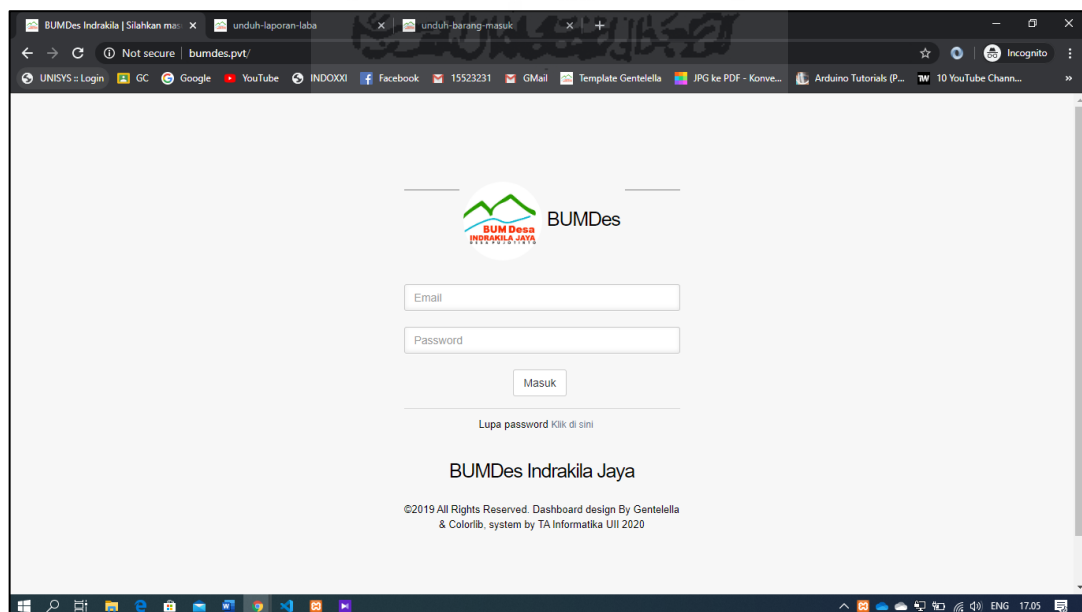 BUMDes Indrakila | Silahkan mas
unduh-laporan-laba
unduh-barang-masuk
Not secure | bumdes.pvt/
Incognito
UNISYS :: Login
GC
Google
YouTube
INDOXXI
Facebook
15523231
GMail
Template Gentelella
JPG ke PDF - Konve...
Arduino Tutorials (P...
10 YouTube Chann...
BUM Desa
INDRAKILA JAYA
BUMDes
Email
Password
Masuk
Lupa password Klik di sini
BUMDes Indrakila Jaya
©2019 All Rights Reserved. Dashboard design By Gentelella
& Colorlib, system by TA Informatika UII 2020
ENG 17.05